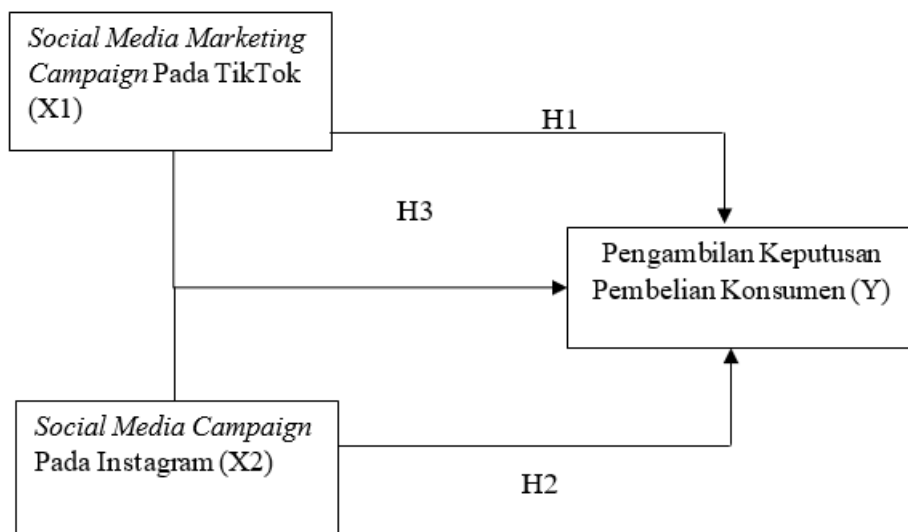 Social Media Marketing
Campaign Pada TikTok
(X1)
H1
H3
Pengambilan Keputusan
Pembelian Konsumen (Y)
Social Media Campaign
Pada Instagram (X2)
H2